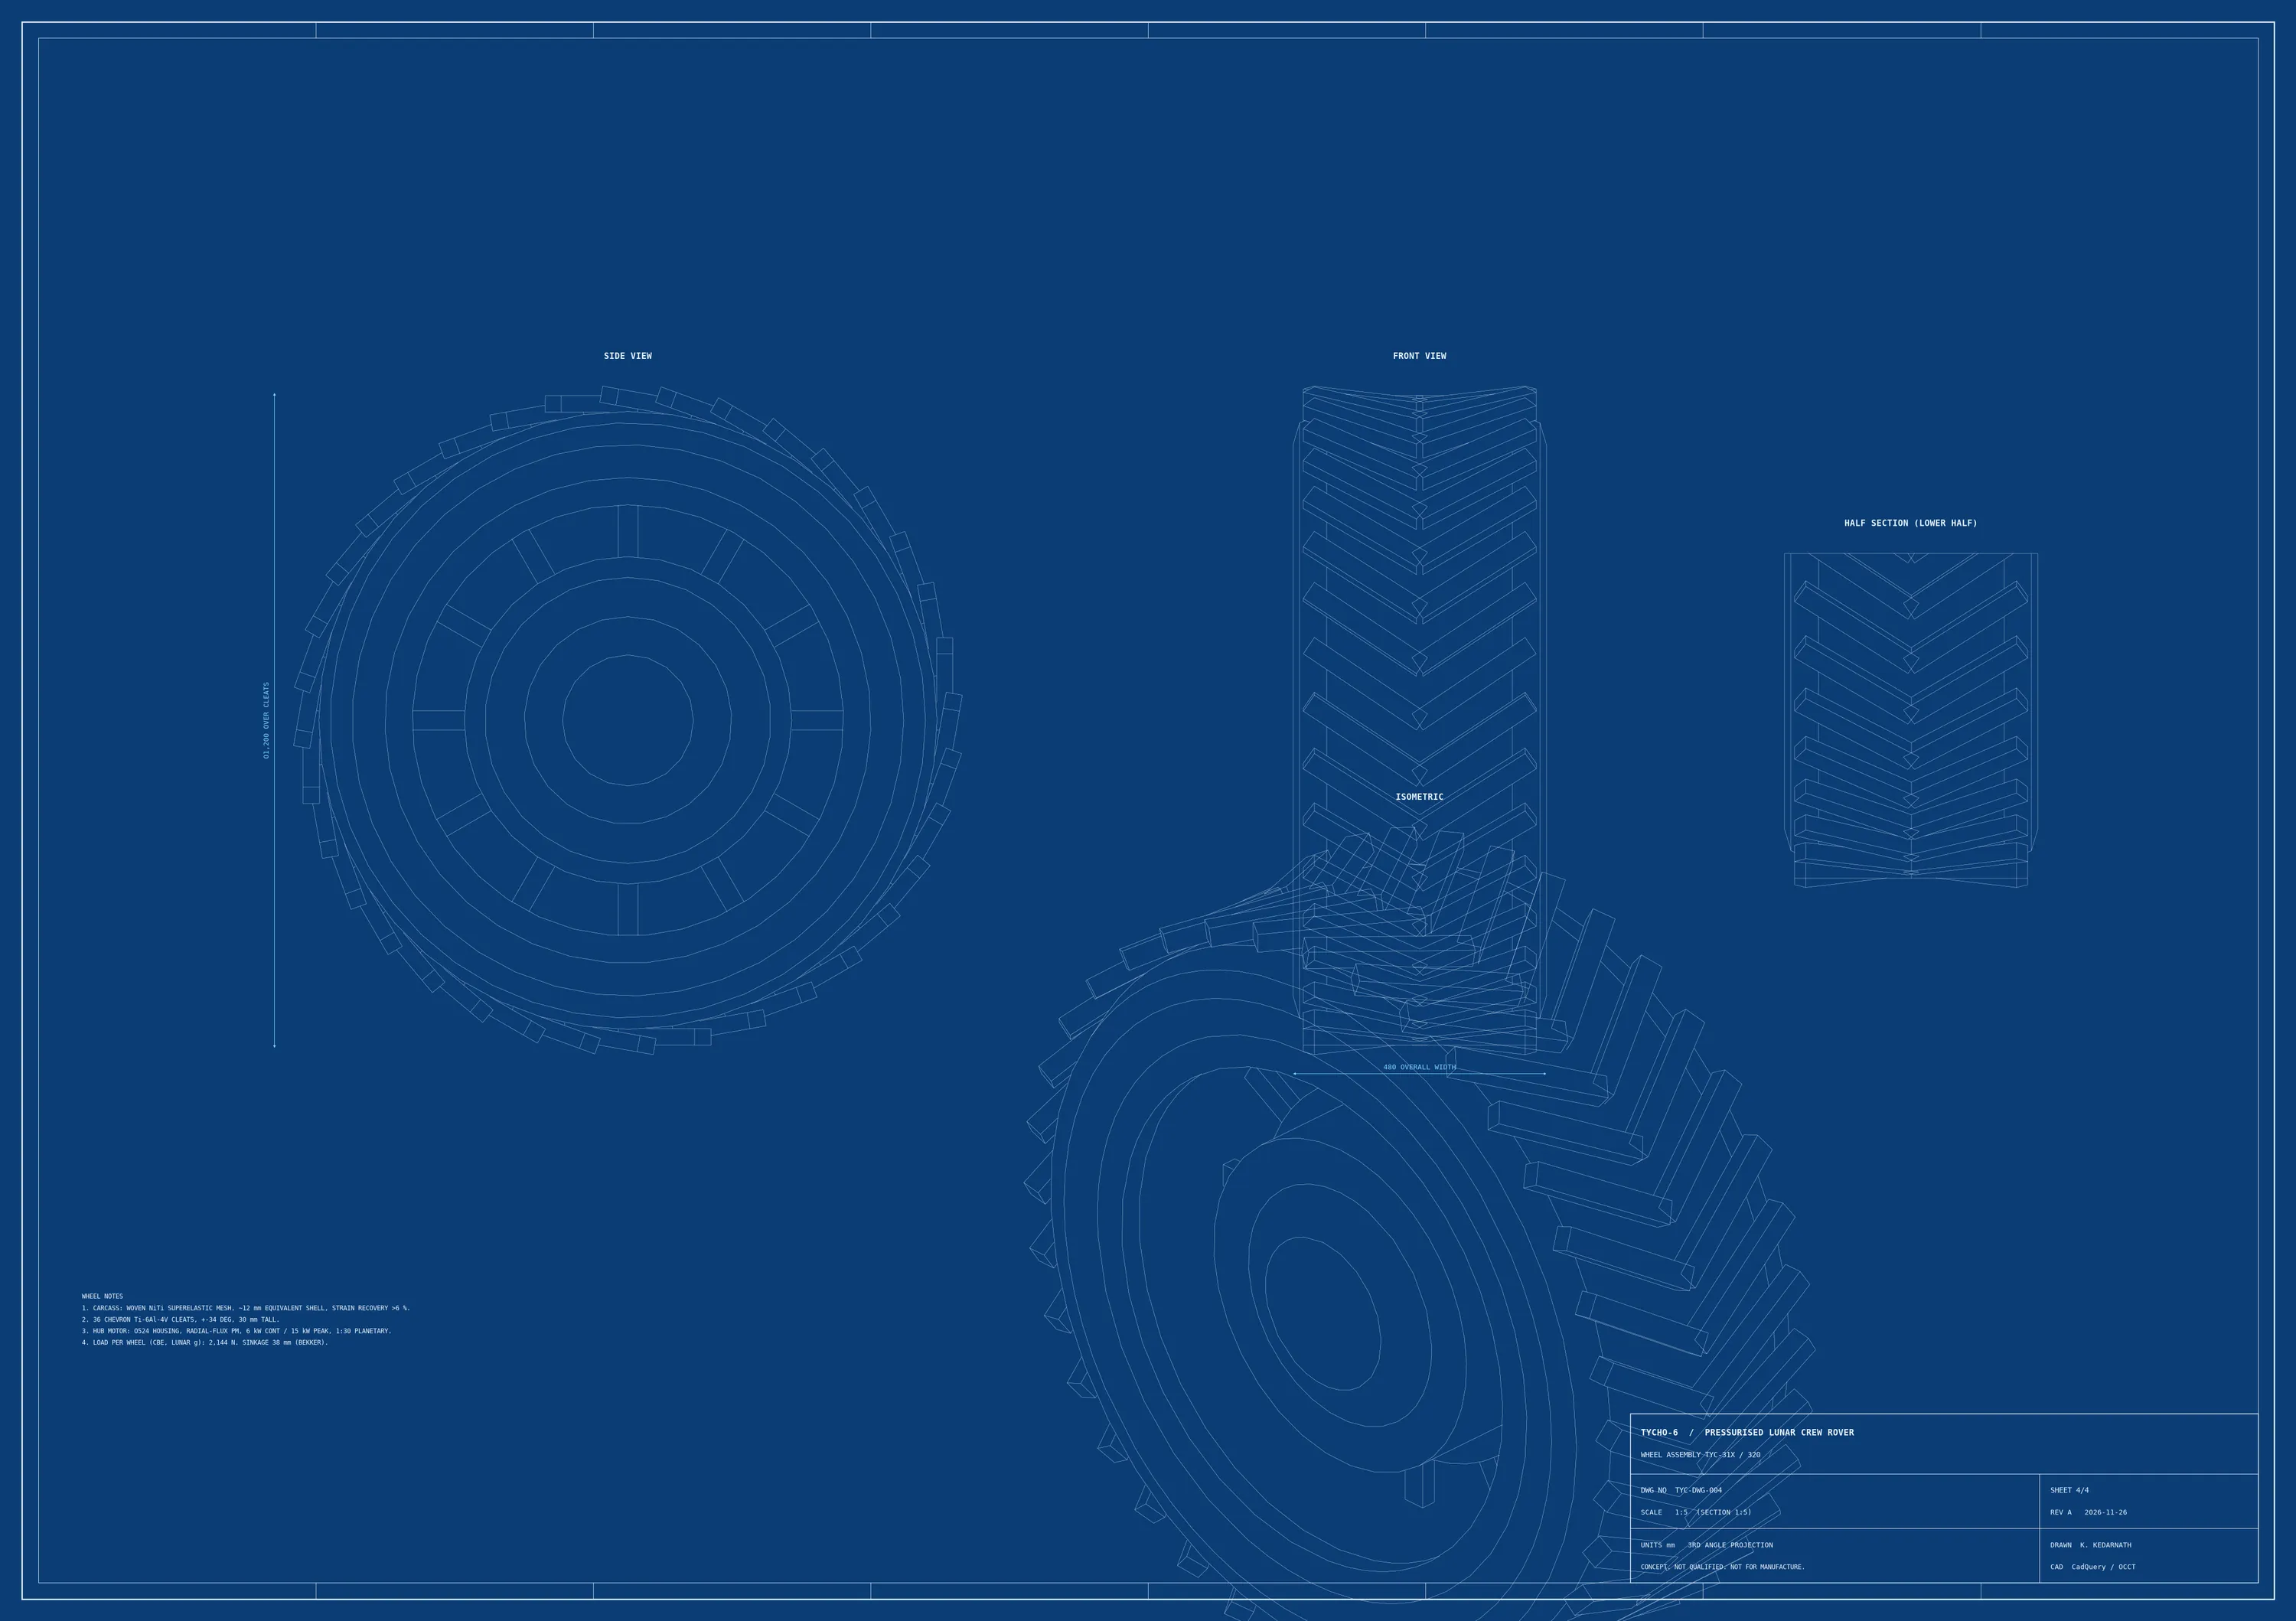 SIDE VIEW
FRONT VIEW
HALF SECTION (LOWER HALF)
O1,200 OVER CLEATS
ISOMETRIC
480 OVERALL WIDTH
WHEEL NOTES
1. CARCASS: WOVEN NiTi SUPERELASTIC MESH, ~12 mm EQUIVALENT SHELL, STRAIN RECOVERY >6 %.
2. 36 CHEVRON Ti-6Al-4V CLEATS, +-34 DEG, 30 mm TALL.
3. HUB MOTOR: O524 HOUSING, RADIAL-FLUX PM, 6 kW CONT / 15 kW PEAK, 1:30 PLANETARY.
4. LOAD PER WHEEL (CBE, LUNAR g): 2,144 N. SINKAGE 38 mm (BEKKER).
TYCHO-6 / PRESSURISED LUNAR CREW ROVER
WHEEL ASSEMBLY TYC-31X / 320
DWG NO TYC-DWG-004
SHEET 4/4
SCALE 1:5 (SECTION 1:5)
REV A 2026-11-26
UNITS mm 3RD ANGLE PROJECTION
DRAWN K. KEDARNATH
CONCEPT. NOT QUALIFIED. NOT FOR MANUFACTURE.
CAD CadQuery / OCCT